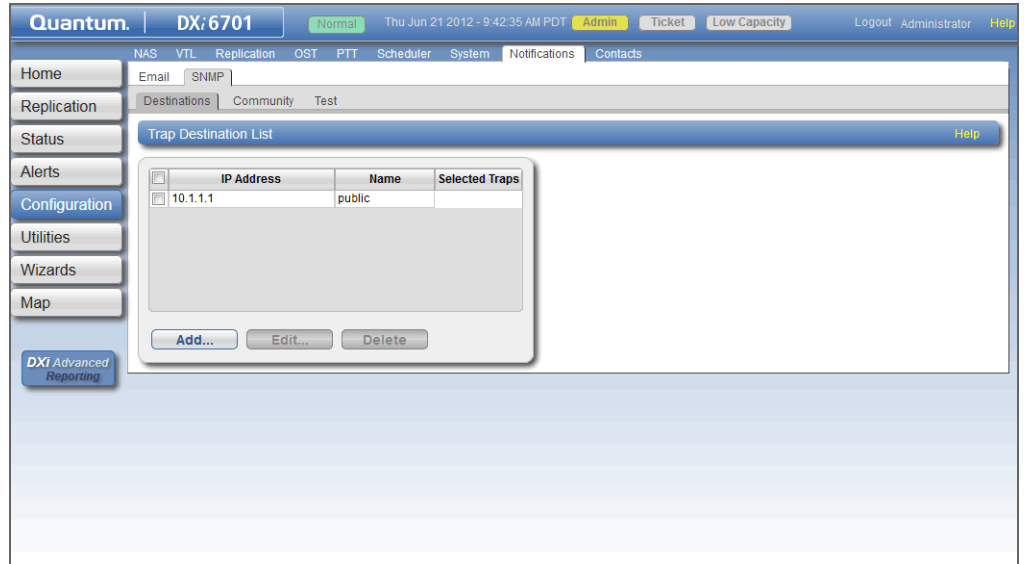 Quantum. DXi 6701 Normal Thu Jun 21 2012 - 9:42:35 AM PDT Admin Ticket Low Capacity Logout Administrator Help
NAS VTL Replication OST PTT Scheduler System Notifications Contacts
Home
Replication
Status
Alerts
Configuration
Utilities
Wizards
Map
DXi Advanced
Reporting
Email SNMP
Destinations Community Test
Trap Destination List Help
IP Address Name Selected Traps
10.1.1.1 public
Add... Edit... Delete